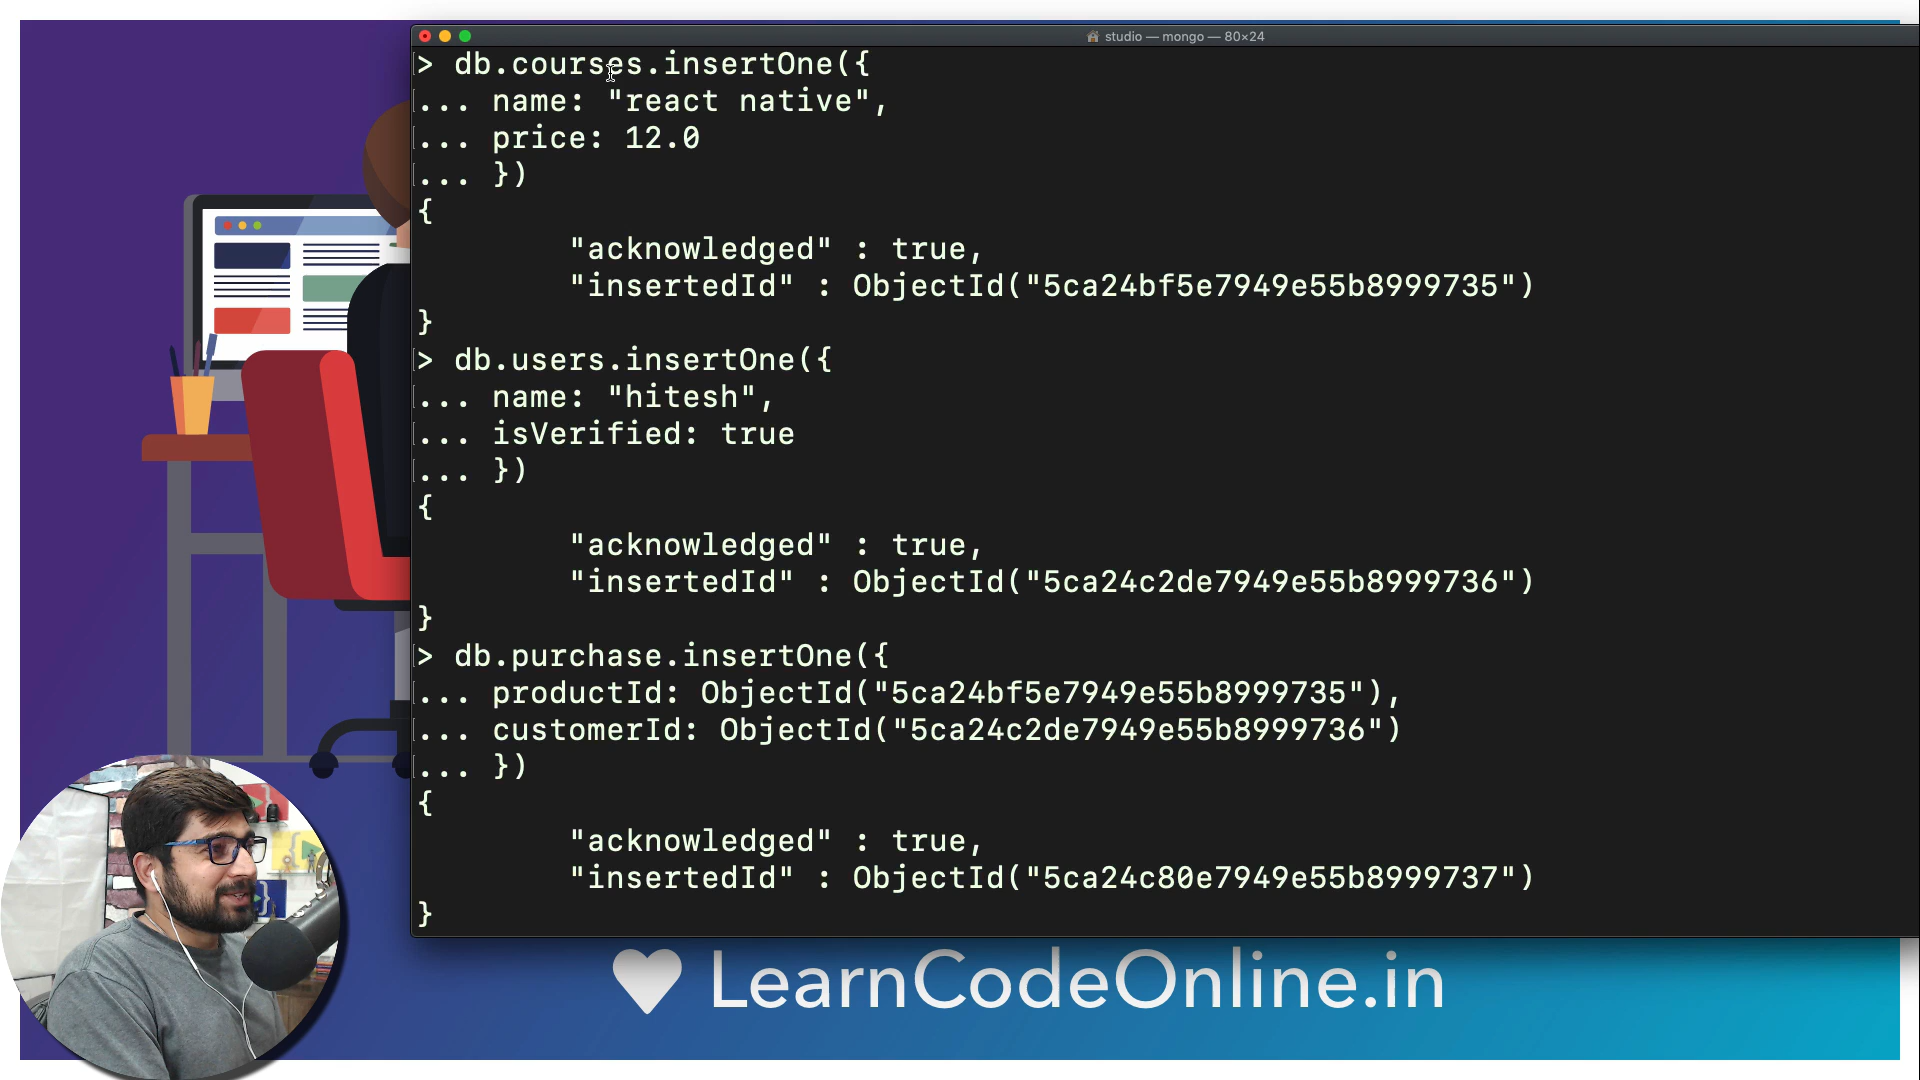 studio — mongo — 80×24
> db.courses.insertOne({
... name: "react native",
... price: 12.0
... })
{
"acknowledged" : true,
"insertedId" : ObjectId("5ca24bf5e7949e55b8999735")
}
> db.users.insertOne({
... name: "hitesh",
... isVerified: true
... })
{
"acknowledged" : true,
"insertedId" : ObjectId("5ca24c2de7949e55b8999736")
}
> db.purchase.insertOne({
... productId: ObjectId("5ca24bf5e7949e55b8999735"),
... customerId: ObjectId("5ca24c2de7949e55b8999736")
... })
{
"acknowledged" : true,
"insertedId" : ObjectId("5ca24c80e7949e55b8999737")
}
LearnCodeOnline.in